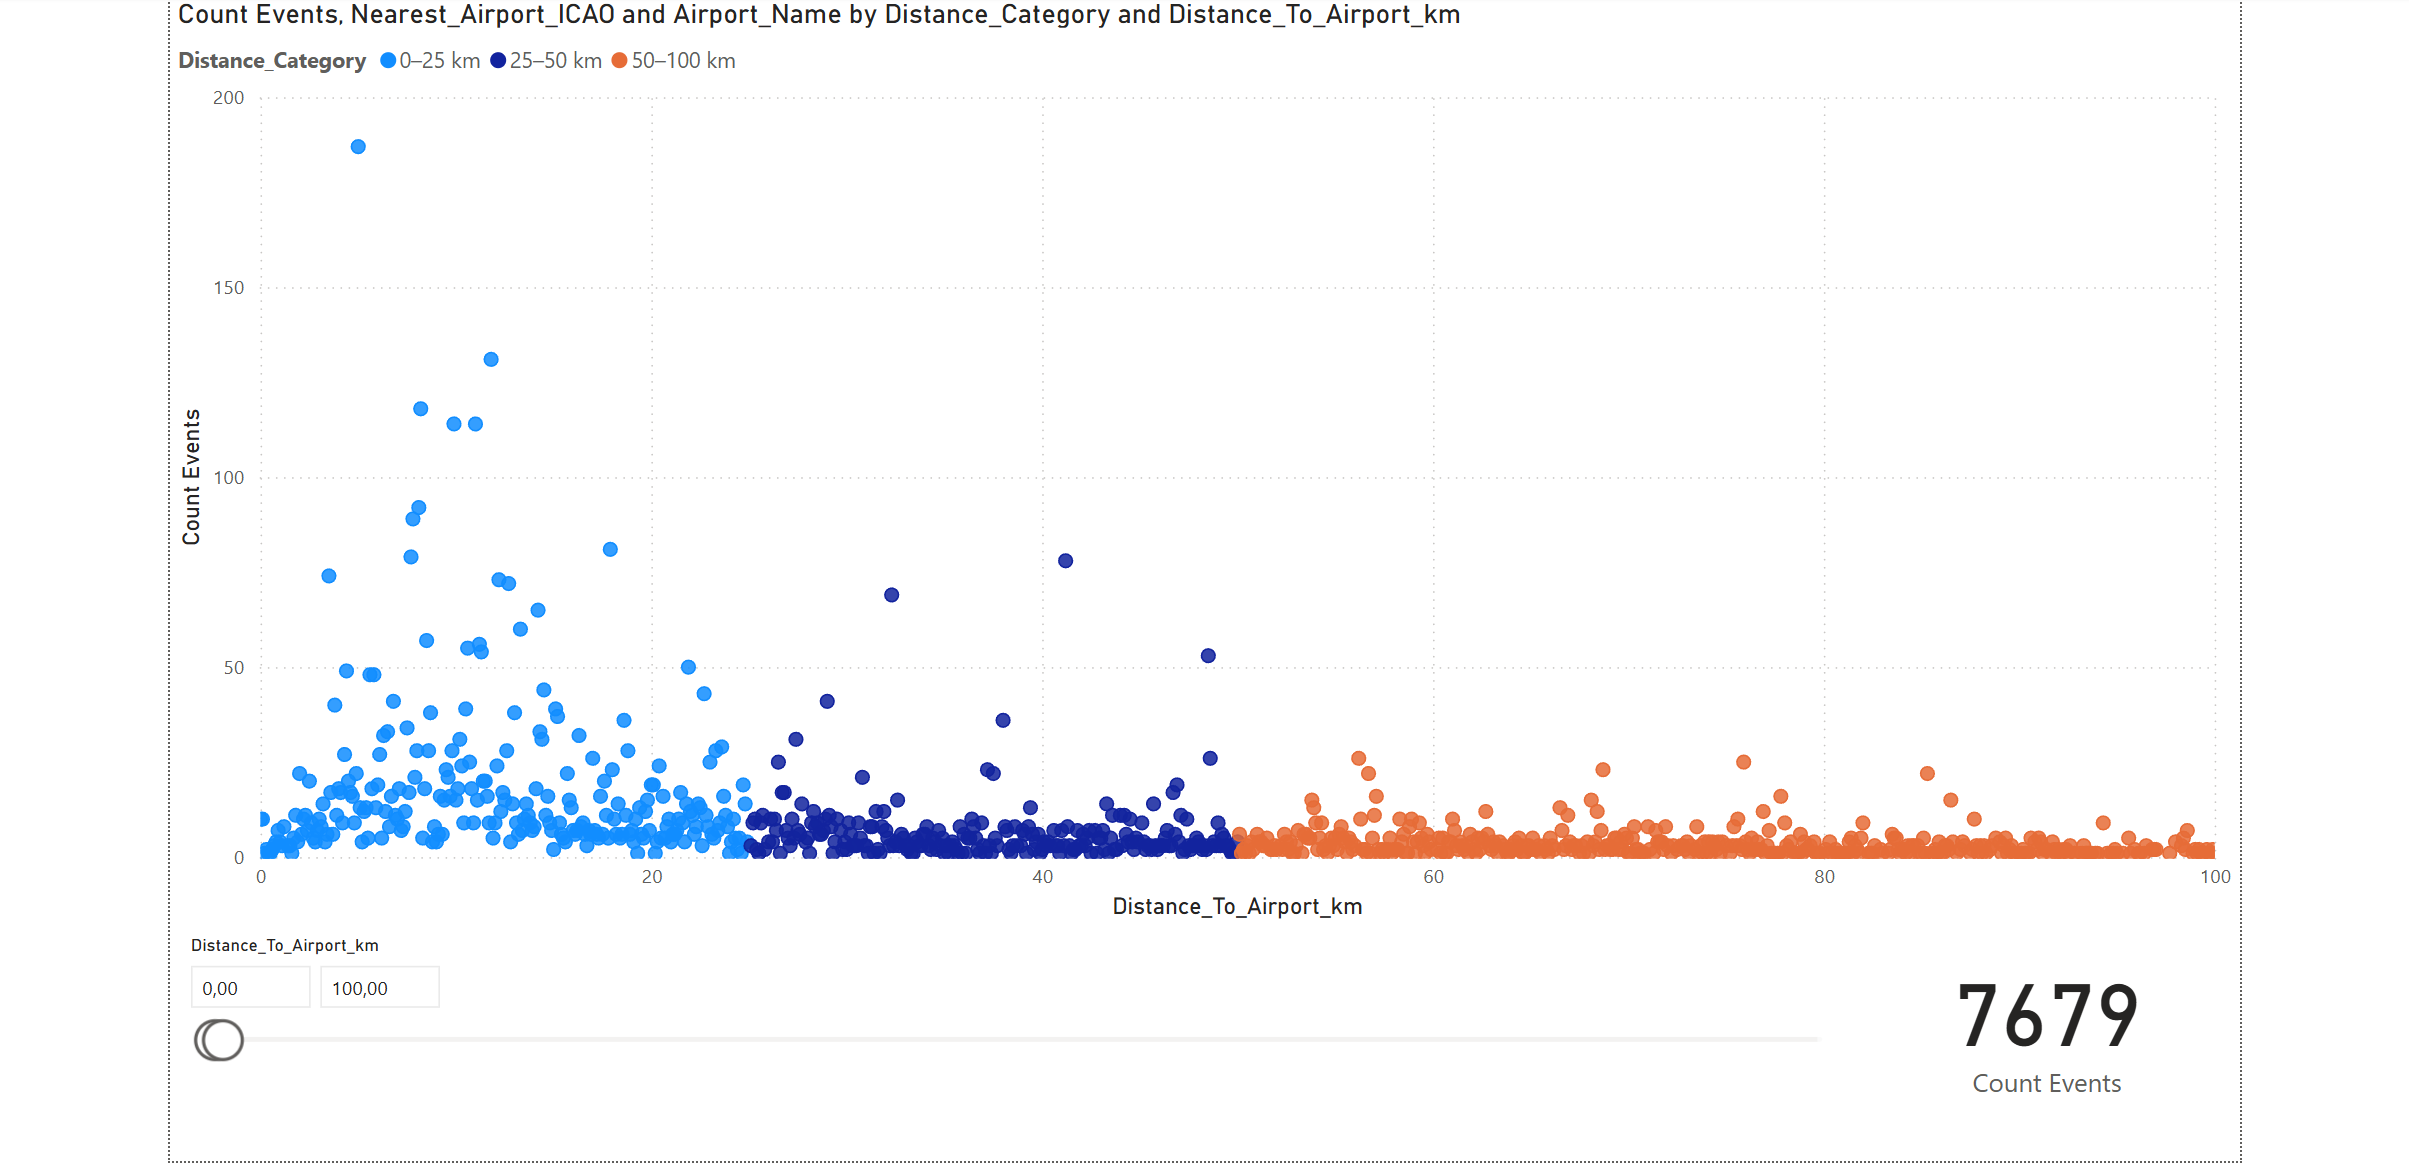 Count Events, Nearest_Airport_ICAO and Airport_Name by Distance_Category and Distance_To_Airport_km
Distance_Category 0–25 km 25–50 km 50–100 km
200
150
100
50
0
Count Events
0 20 40 60 80 100
Distance_To_Airport_km
Distance_To_Airport_km
0,00 100,00
7679
Count Events